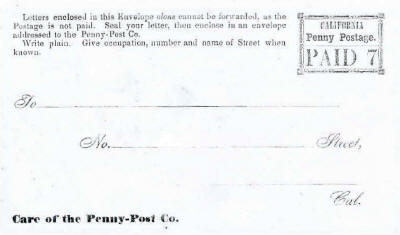 Letters enclosed in this Envelope alone cannot be forwarded, as the
Postage is not paid. Seal your letter, then enclose in an envelope
addressed to the Penny-Post Co.
Write plain. Give occupation, number and name of Street when
known.
CALIFORNIA
Penny Postage.
PAID 7
To
No. Street,
Cal.
Care of the Penny-Post Co.